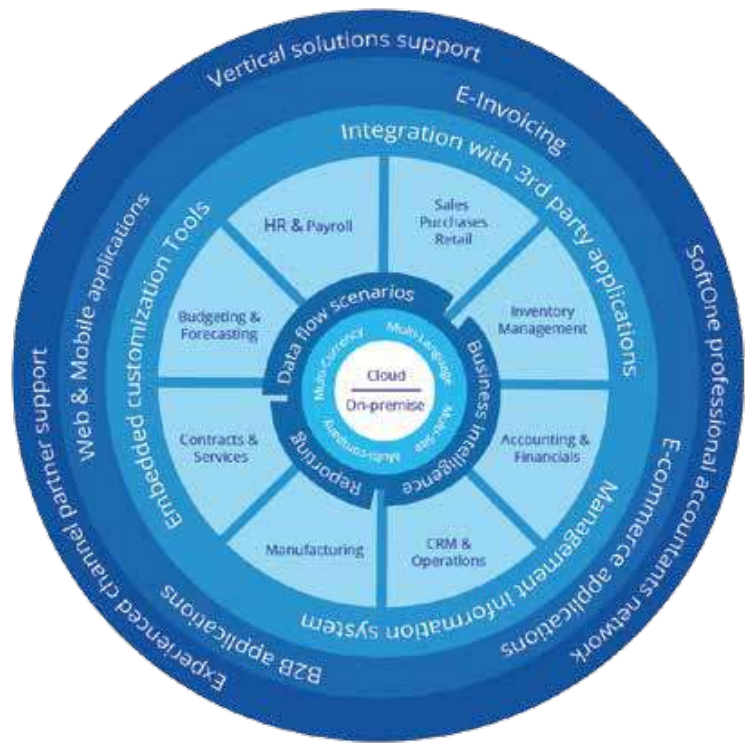 Vertical solutions support
SoftOne professional accountants network
Experienced channel partner support
E-Invoicing
E-commerce applications
B2B applications
Web & Mobile applications
Integration with 3rd party applications
Management information system
Embedded customization Tools
HR & Payroll
Sales
Purchases
Retail
Inventory
Management
Accounting &
Financials
CRM &
Operations
Manufacturing
Contracts &
Services
Budgeting &
Forecasting
Data flow scenarios
Business intelligence
Reporting
Multi-Currency
Multi-Language
Multi-Site
Multi-company
Cloud
On-premise